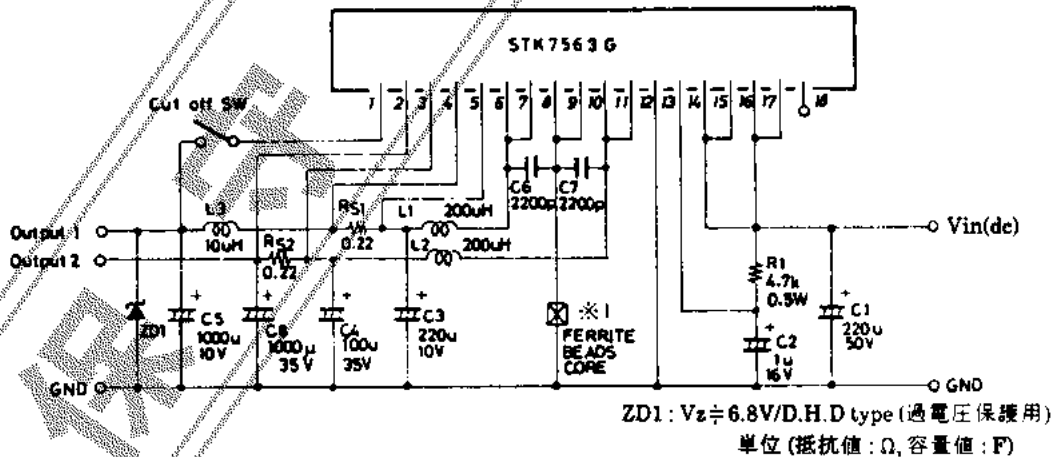 STK7563G
1 2 3 4 5 6 7 8 9 10 11 12 13 14 15 16 17 18
Cut off SW
C6
2200p
C7
2200p
L3
10uH
RS1
0.22
L1
200uH
L2
200uH
Output 1
Output 2
RS2
0.22
Vin(dc)
R1
4.7k
0.5W
ZD1
+
C5
1000u
10V
+
C8
1000u
35V
+
C4
100u
35V
+
C3
220u
10V
※1
FERRITE
BEADS
CORE
+
C2
1u
16V
+
C1
220u
50V
GND
GND
ZD1 : Vz≒6.8V/D.H.D type (過電圧保護用)
単位 (抵抗値 : Ω, 容量値 : F)